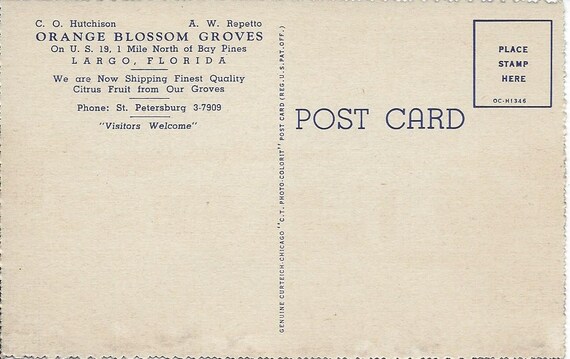 C. O. Hutchison A. W. Repetto
ORANGE BLOSSOM GROVES
On U. S. 19, 1 Mile North of Bay Pines
LARGO, FLORIDA
We are Now Shipping Finest Quality
Citrus Fruit from Our Groves
Phone: St. Petersburg 3-7909
"Visitors Welcome"
GENUINE CURTEICH-CHICAGO "C.T. PHOTO-COLORIT" POST CARD (REG. U.S. PAT. OFF.)
POST CARD
PLACE
STAMP
HERE
OC-H1346